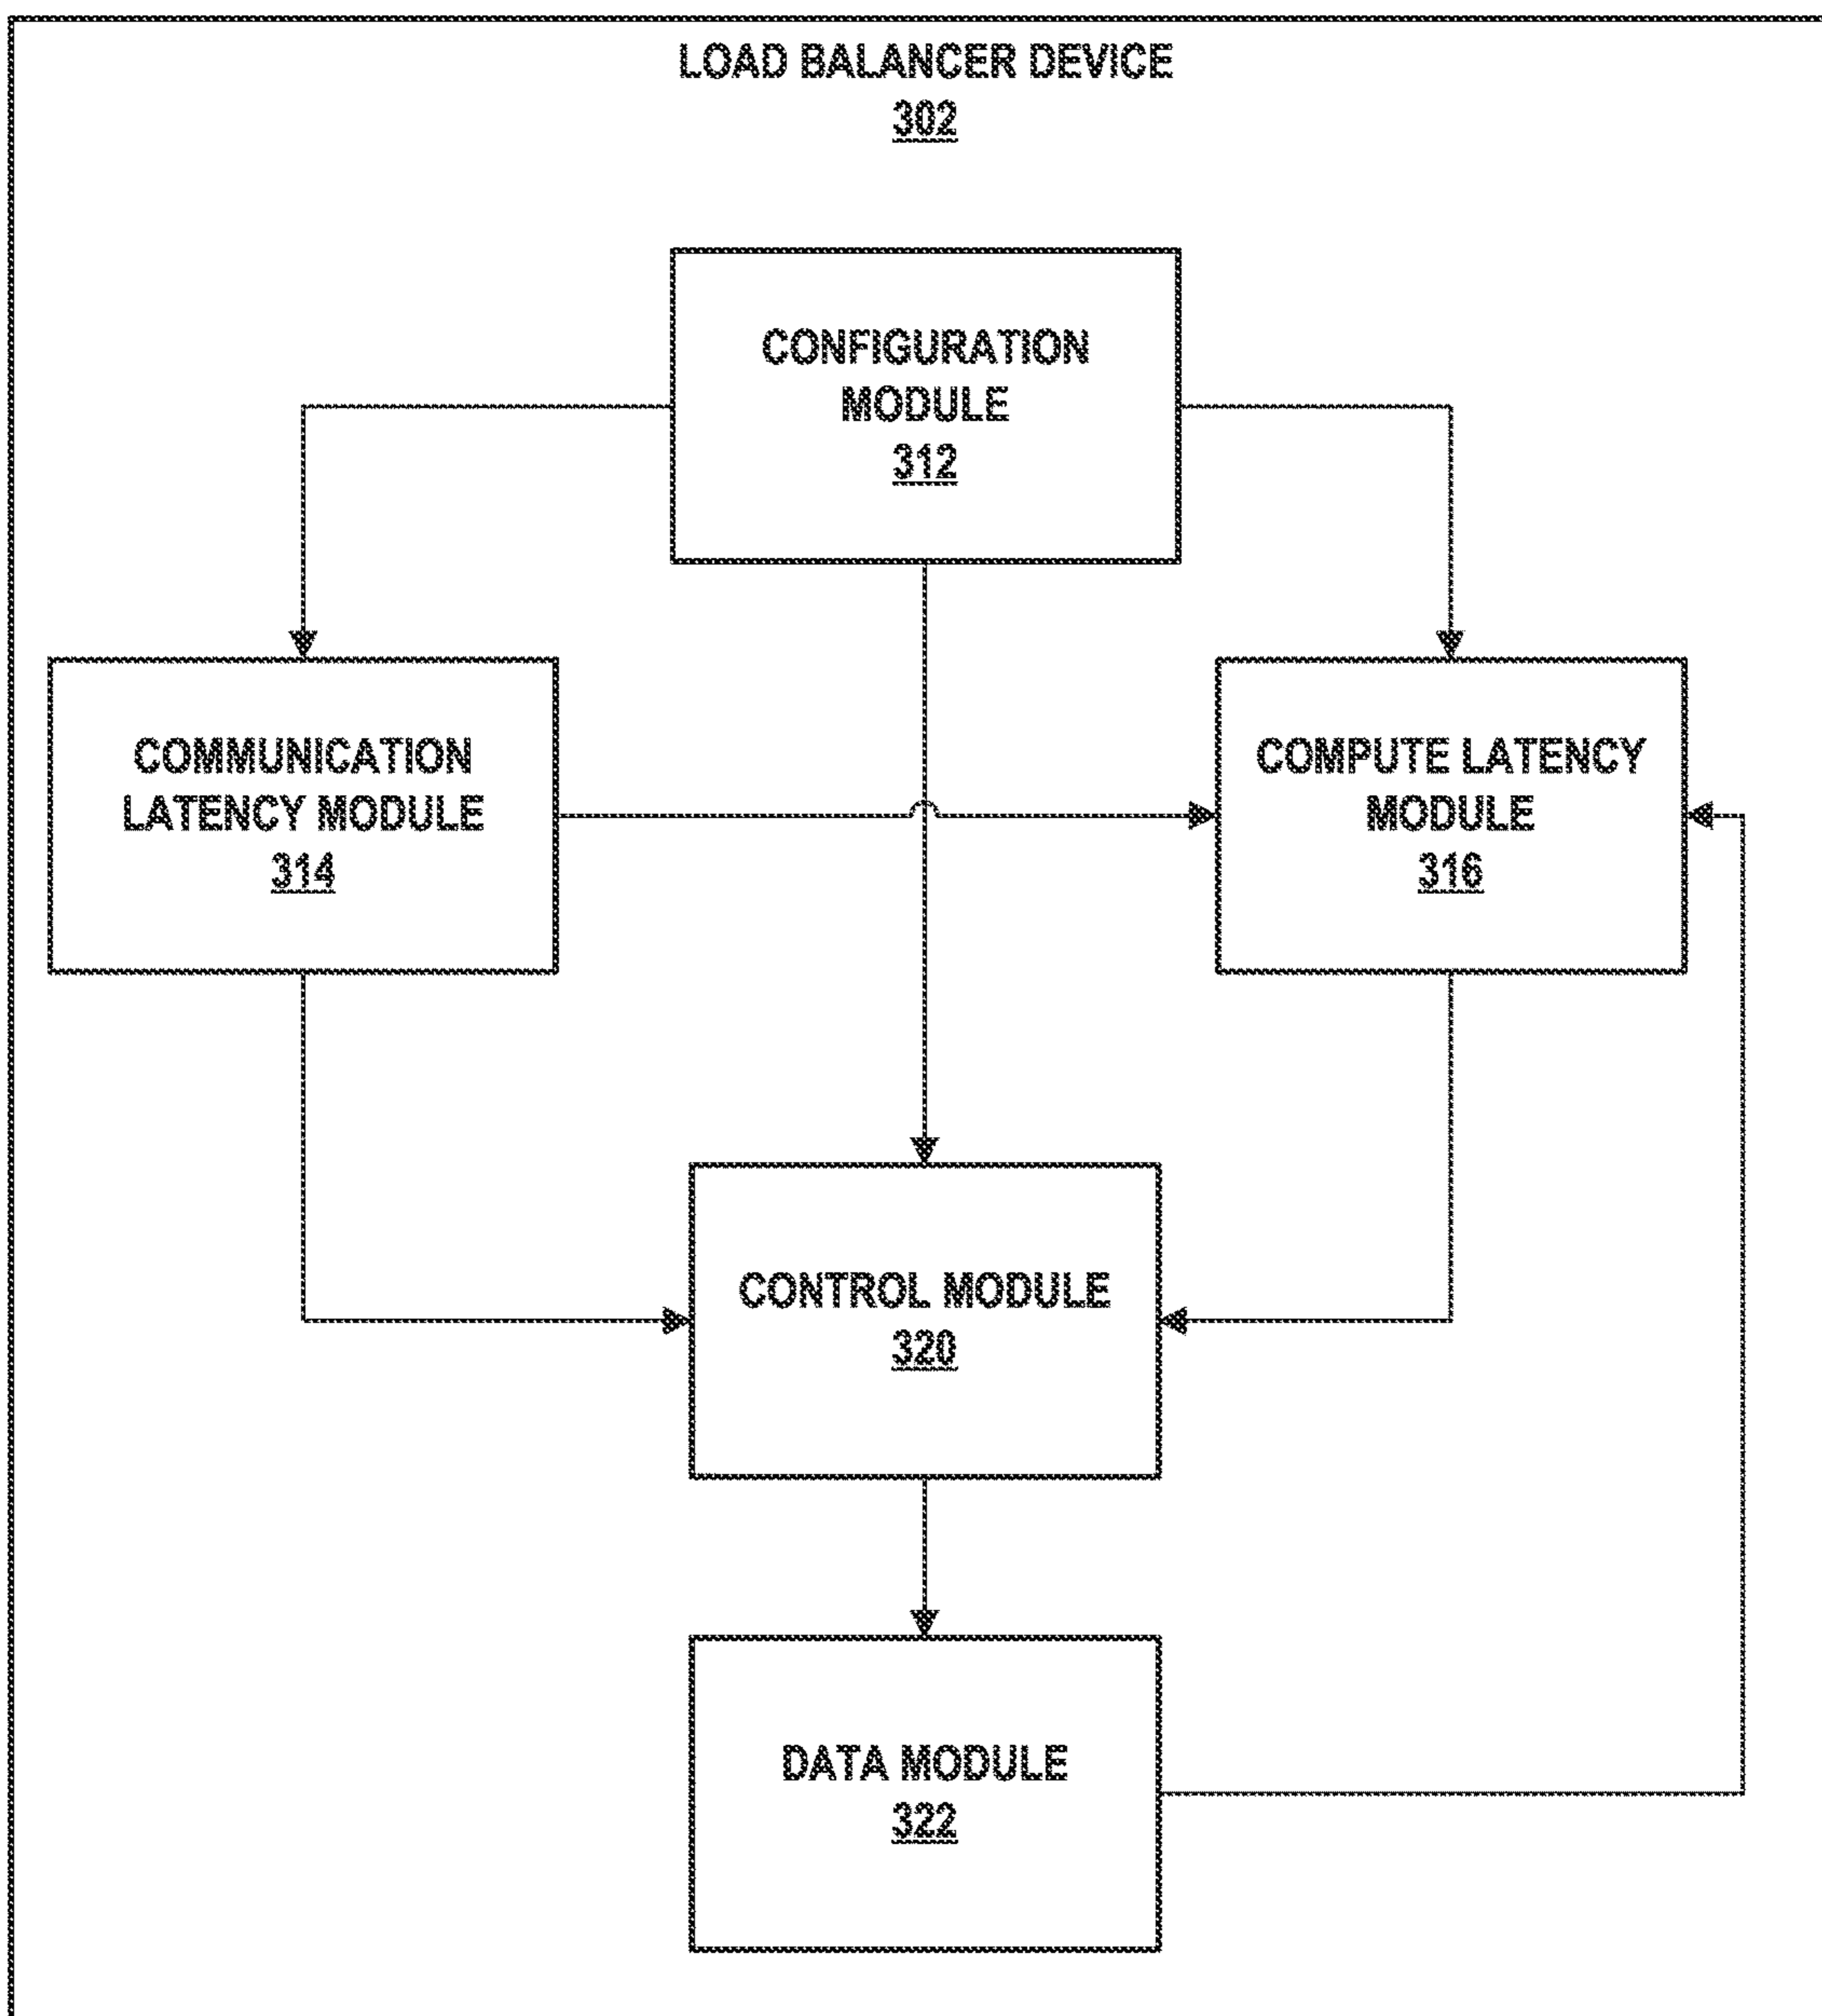 LOAD BALANCER DEVICE
302
CONFIGURATION
MODULE
312
COMMUNICATION
LATENCY MODULE
314
COMPUTE LATENCY
MODULE
316
CONTROL MODULE
320
DATA MODULE
322